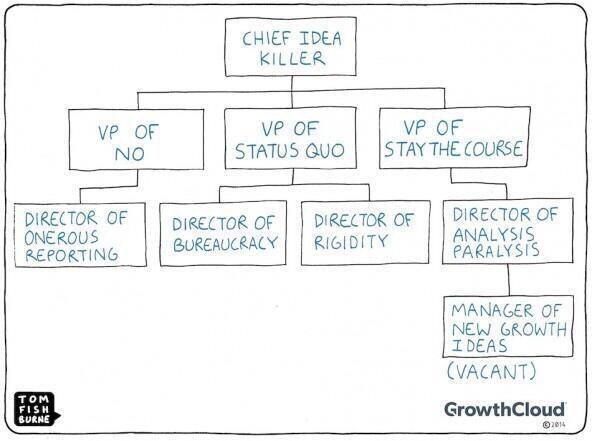 CHIEF IDEA
KILLER
VP OF
NO
VP OF
STATUS QUO
VP OF
STAY THE COURSE
DIRECTOR OF
ONEROUS
REPORTING
DIRECTOR OF
BUREAUCRACY
DIRECTOR OF
RIGIDITY
DIRECTOR OF
ANALYSIS
PARALYSIS
MANAGER OF
NEW GROWTH
IDEAS
(VACANT)
TOM
FISH
BURNE
GrowthCloud
© 2014